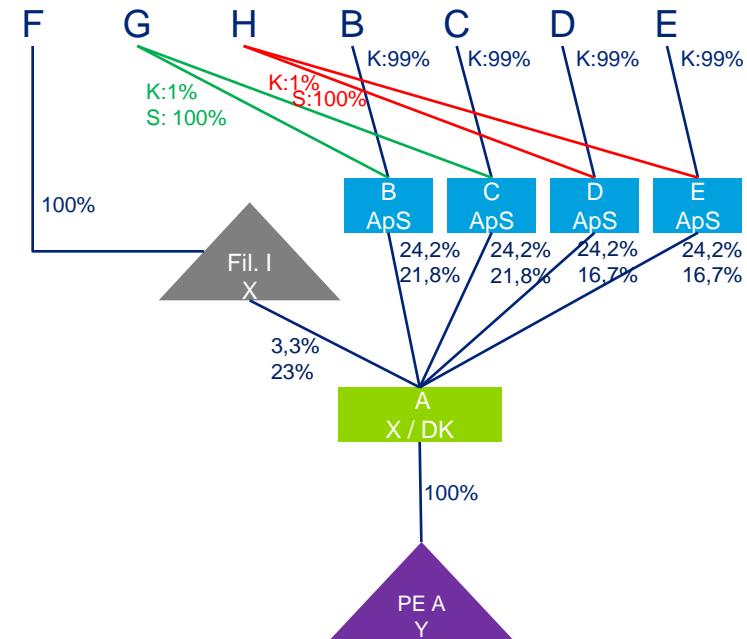 F G H B C D E
K:99% K:99% K:99% K:99%
K:1%
S: 100%
K:1%
S:100%
100%
B
ApS
C
ApS
D
ApS
E
ApS
24,2%
21,8%
24,2%
21,8%
24,2%
16,7%
24,2%
16,7%
Fil. I
X
3,3%
23%
A
X / DK
100%
PE A
Y